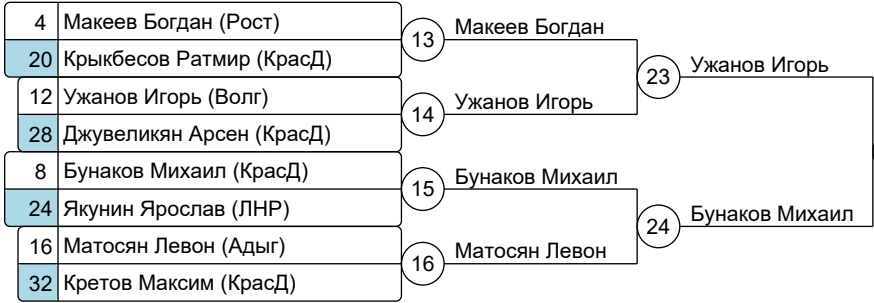 4 Макеев Богдан (Рост)
20 Крыкбесов Ратмир (КрасД)
13 Макеев Богдан
12 Ужанов Игорь (Волг)
28 Джувеликян Арсен (КрасД)
14 Ужанов Игорь
23 Ужанов Игорь
8 Бунаков Михаил (КрасД)
24 Якунин Ярослав (ЛНР)
15 Бунаков Михаил
16 Матосян Левон (Адыг)
32 Кретов Максим (КрасД)
16 Матосян Левон
24 Бунаков Михаил